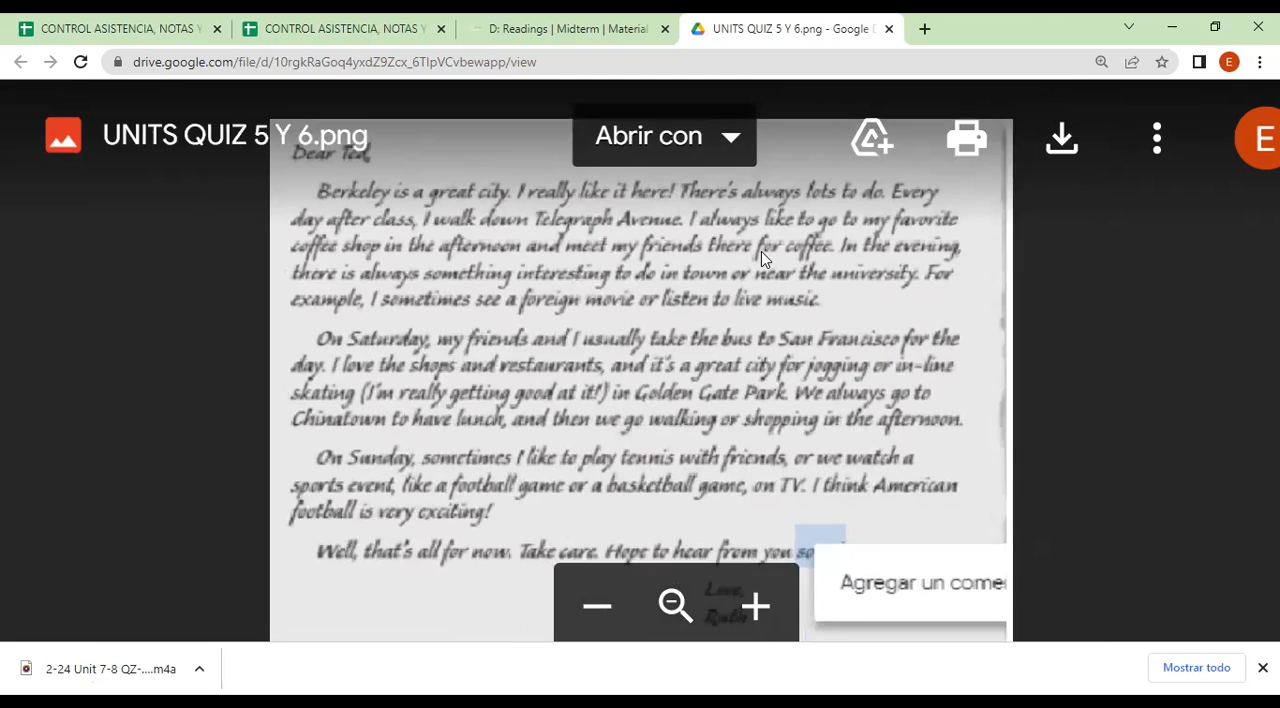 CONTROL ASISTENCIA, NOTAS Y
CONTROL ASISTENCIA, NOTAS Y
D: Readings | Midterm | Material
UNITS QUIZ 5 Y 6.png - Google D
drive.google.com/file/d/10rgkRaGoq4yxdZ9Zcx_6TIpVCvbewapp/view
E
UNITS QUIZ 5 Y 6.png
Abrir con
E
Dear Ted,
Berkeley is a great city. I really like it here! There's always lots to do. Every
day after class, I walk down Telegraph Avenue. I always like to go to my favorite
coffee shop in the afternoon and meet my friends there for coffee. In the evening,
there is always something interesting to do in town or near the university. For
example, I sometimes see a foreign movie or listen to live music.
On Saturday, my friends and I usually take the bus to San Francisco for the
day. I love the shops and restaurants, and it's a great city for jogging or in-line
skating (I'm really getting good at it!) in Golden Gate Park. We always go to
Chinatown to have lunch, and then we go walking or shopping in the afternoon.
On Sunday, sometimes I like to play tennis with friends, or we watch a
sports event, like a football game or a basketball game, on TV. I think American
football is very exciting!
Well, that's all for now. Take care. Hope to hear from you so
Agregar un comen
Love,
2-24 Unit 7-8 QZ-....m4a
Mostrar todo